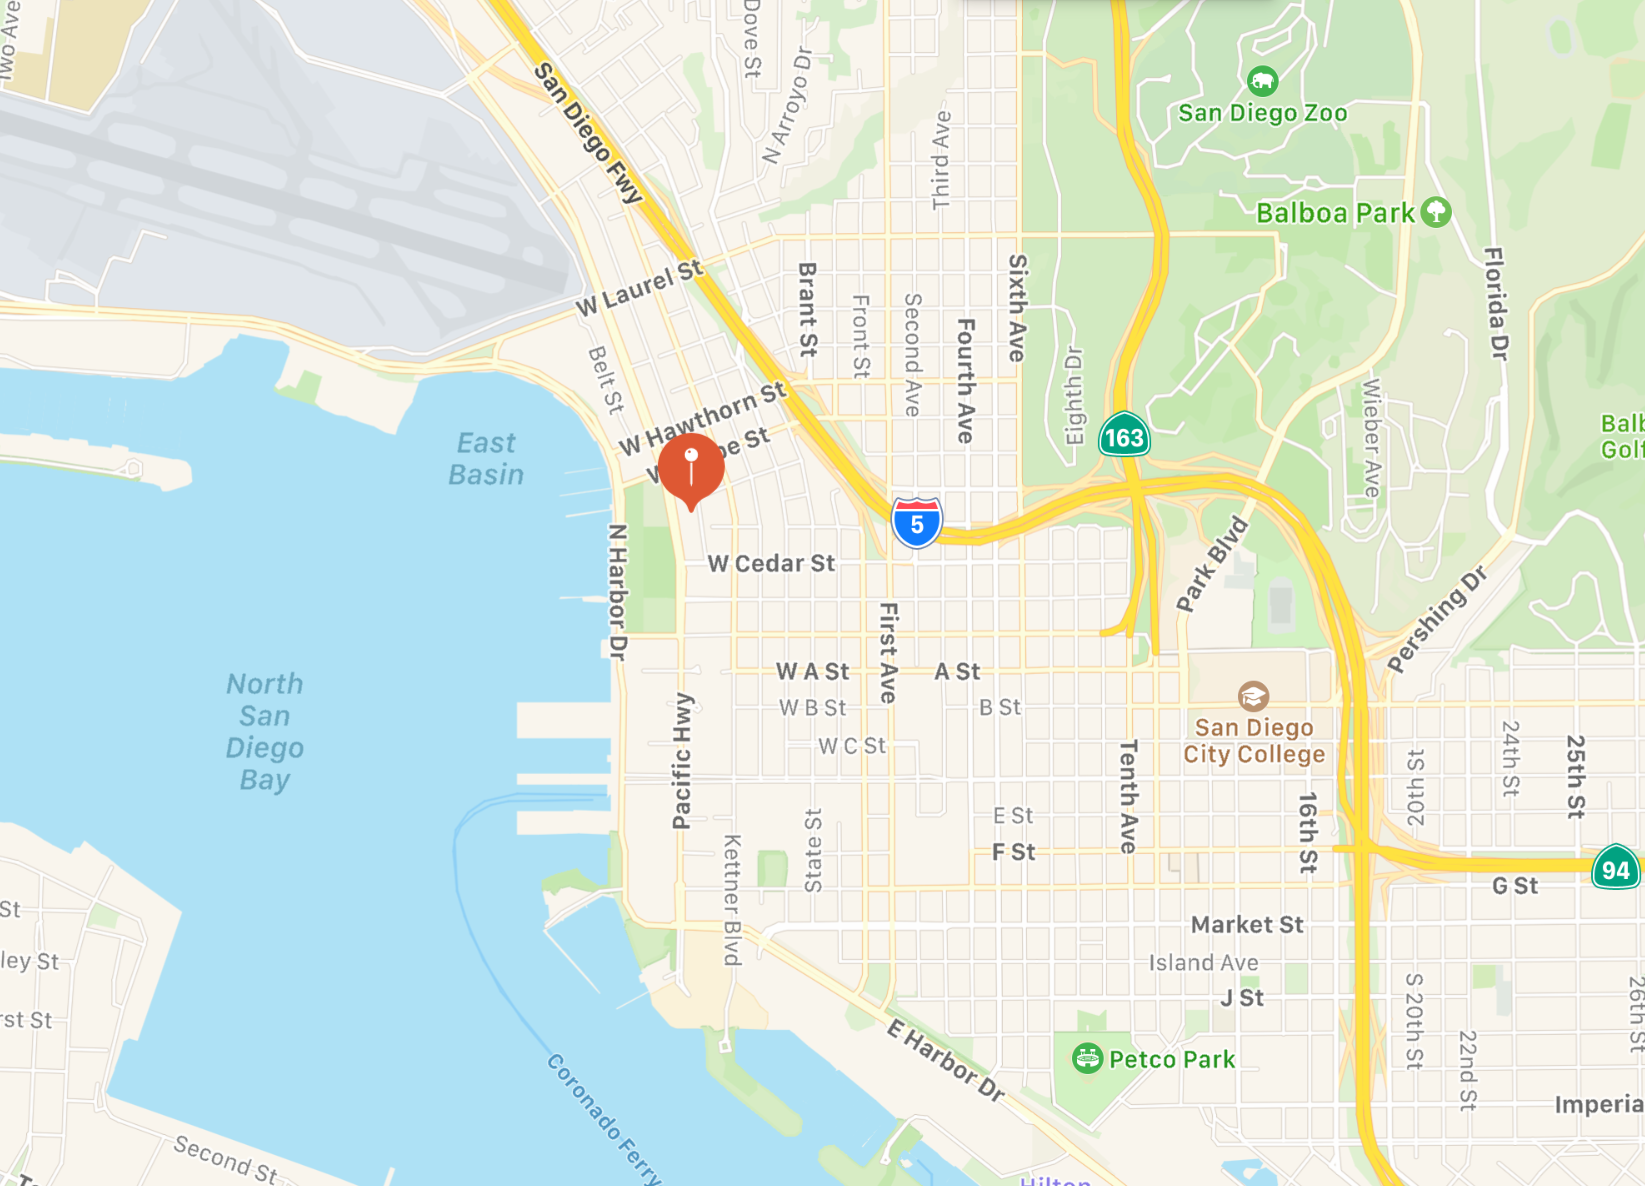 Two Ave
Dove St
San Diego Fwy
N Arroyo Dr
Third Ave
San Diego Zoo
Balboa Park
Florida Dr
W Laurel St
Brant St
Front St
Second Ave
Fourth Ave
Sixth Ave
Eighth Dr
Belt St
W Hawthorn St
W
pe St
163
Wieber Ave
Balb
Golf
East
Basin
5
N Harbor Dr
W Cedar St
Park Blvd
Pershing Dr
First Ave
W A St
A St
W B St
B St
W C St
North
San
Diego
Bay
San Diego
City College
Pacific Hwy
Tenth Ave
20th St
24th St
25th St
16th St
E St
F St
State St
Kettner Blvd
94
G St
Market St
Island Ave
J St
St
ley St
rst St
S 20th St
22nd St
26th St
E Harbor Dr
Petco Park
Coronado Ferry
Imperia
Second St
Hilton